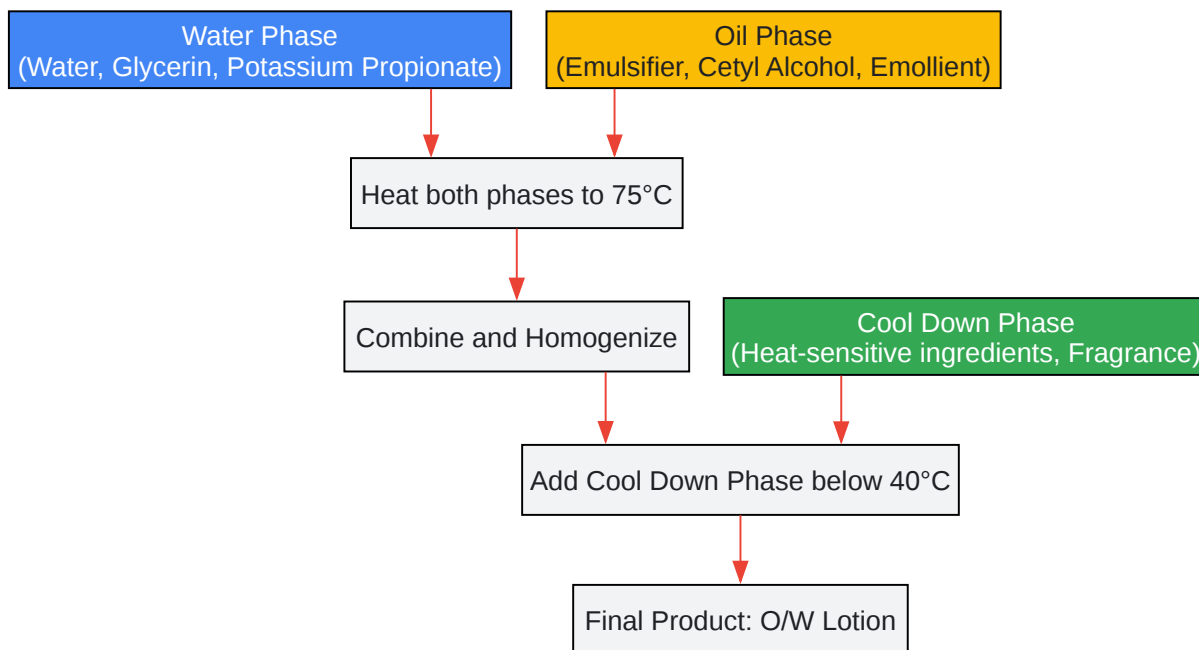 Water Phase
(Water, Glycerin, Potassium Propionate)
Oil Phase
(Emulsifier, Cetyl Alcohol, Emollient)
Heat both phases to 75°C
Combine and Homogenize
Cool Down Phase
(Heat-sensitive ingredients, Fragrance)
Add Cool Down Phase below 40°C
Final Product: O/W Lotion